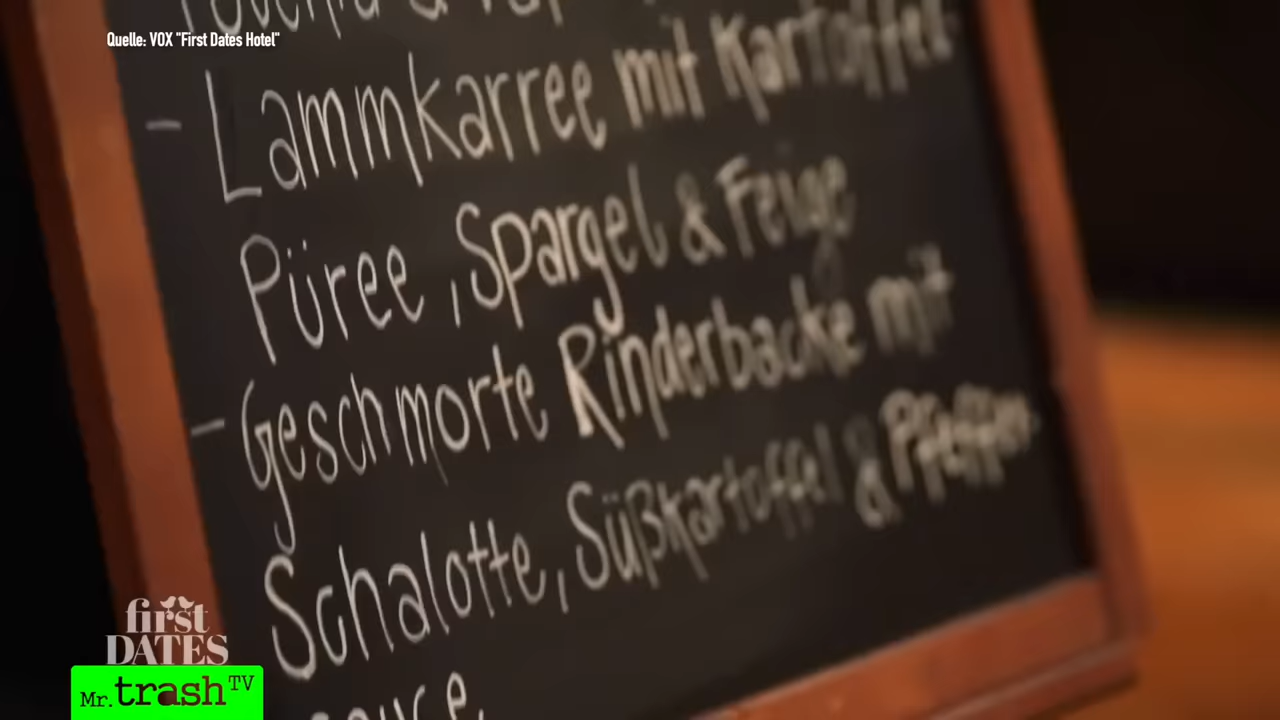 Quelle: VOX "First Dates Hotel"
- Lammkarree mit Kartoffel-
Püree, Spargel & Feige
- Geschmorte Rinderbacke mit
Schalotte, Süßkartoffel & Pfeffer-
sauce
first
DATES
Mr. trash TV